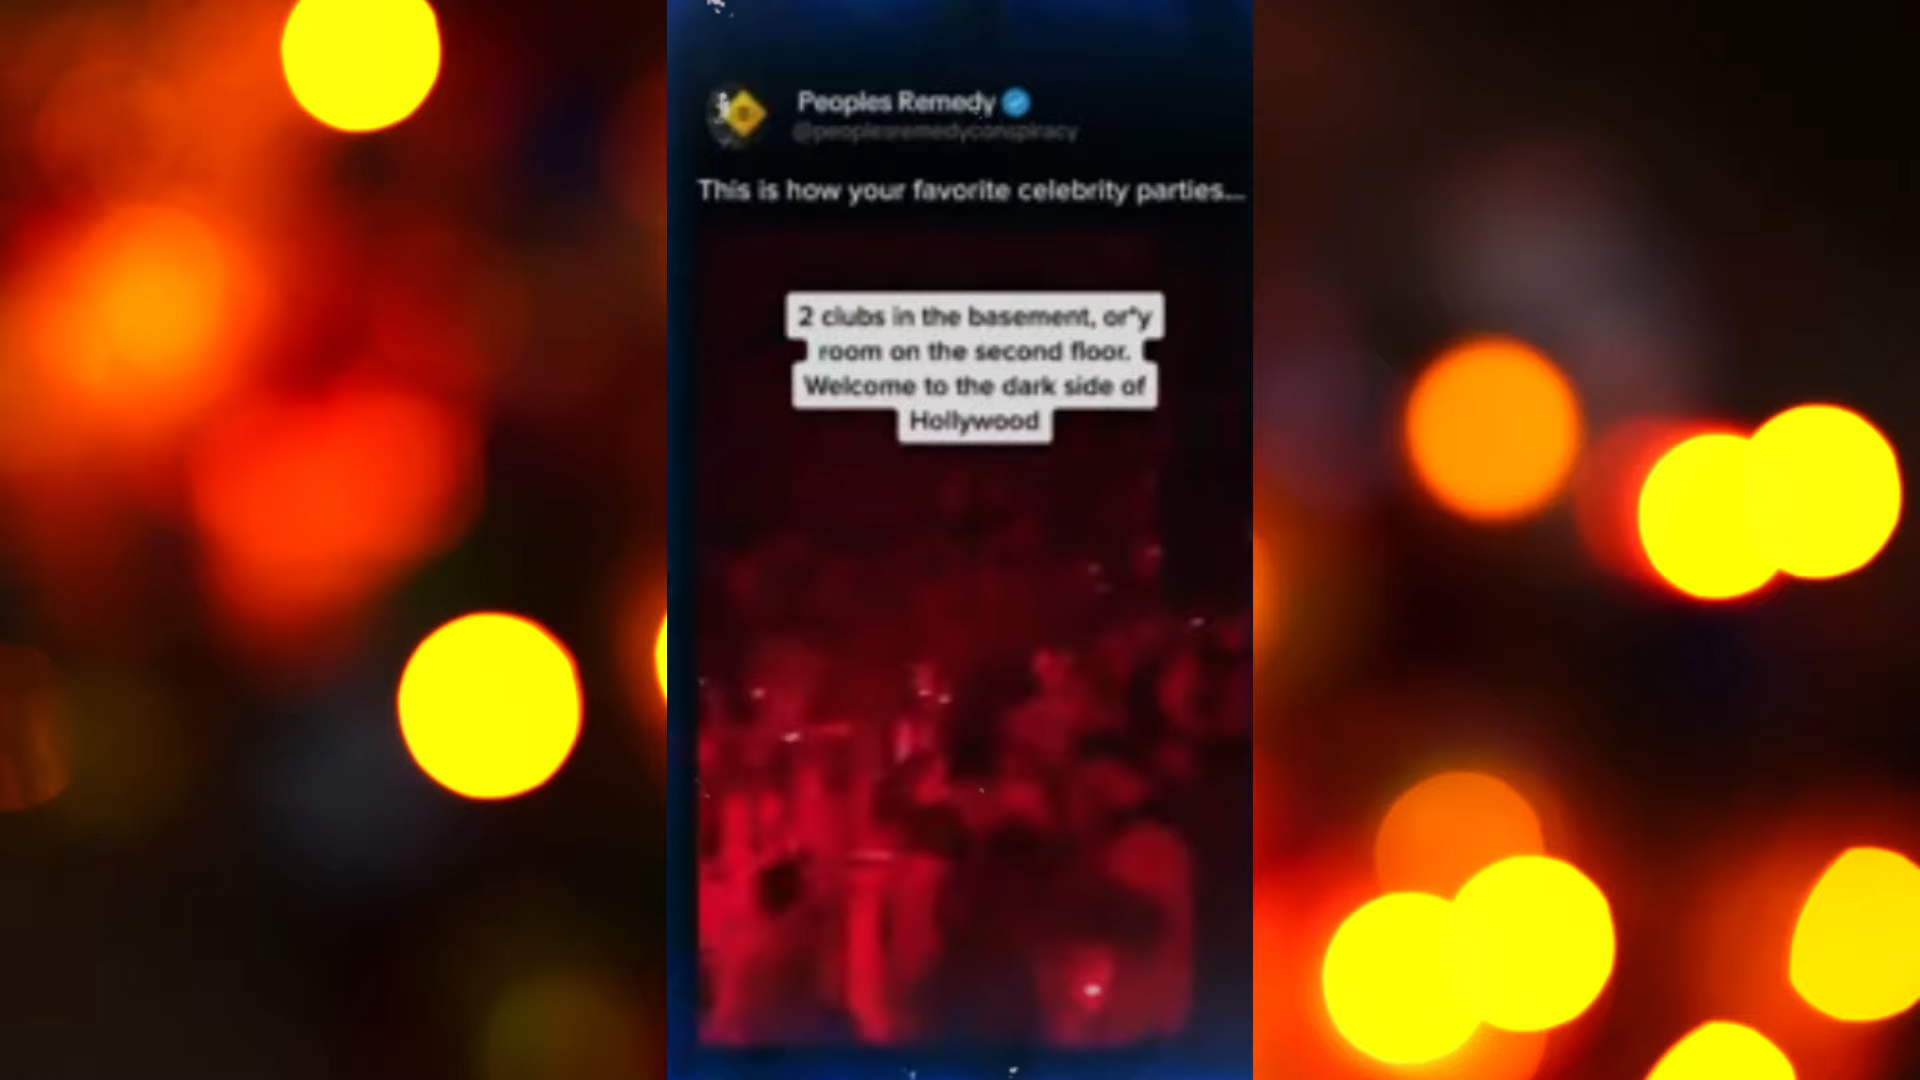 Peoples Remedy
@peoplesremedyconspiracy
This is how your favorite celebrity parties...
2 clubs in the basement, or*y
room on the second floor.
Welcome to the dark side of
Hollywood